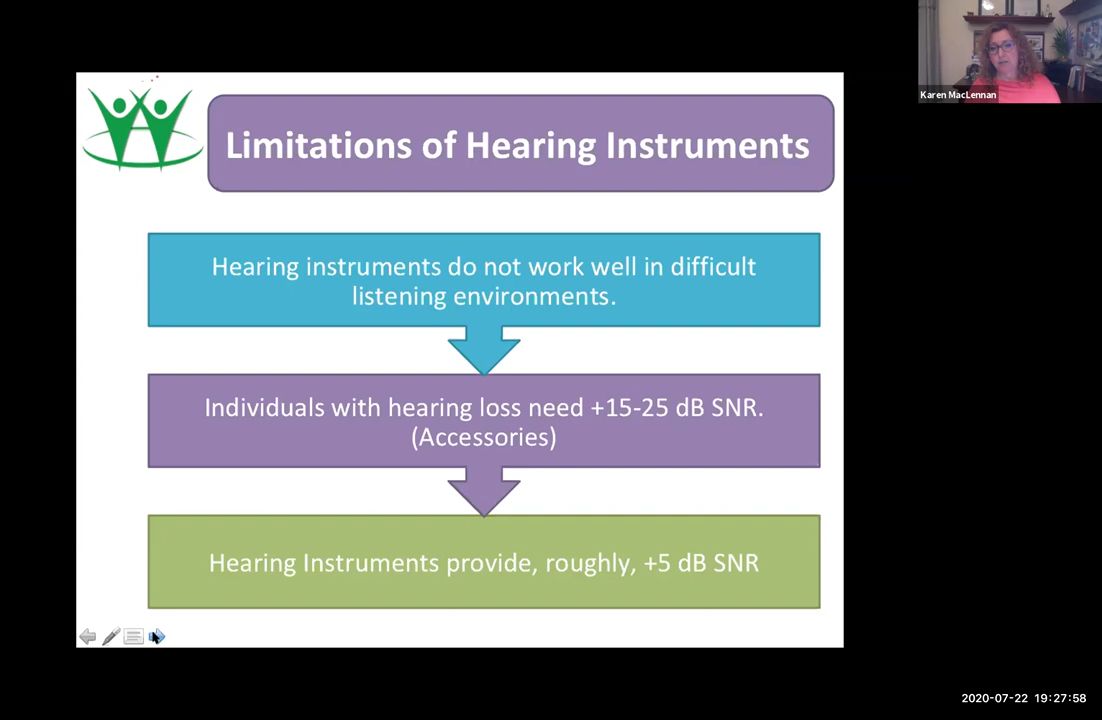 Karen MacLennan
Limitations of Hearing Instruments
Hearing instruments do not work well in difficult
listening environments.
Individuals with hearing loss need +15-25 dB SNR.
(Accessories)
Hearing Instruments provide, roughly, +5 dB SNR
2020-07-22 19:27:58